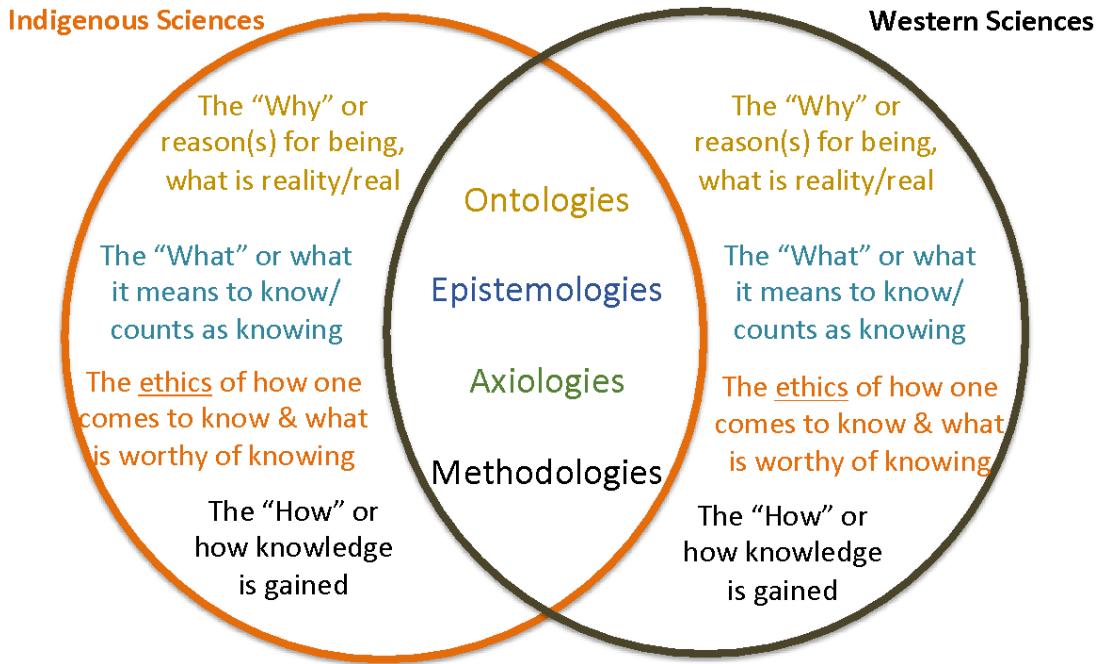 Indigenous Sciences
Western Sciences
The “Why” or
reason(s) for being,
what is reality/real
The “What” or what
it means to know/
counts as knowing
The ethics of how one
comes to know & what
is worthy of knowing
The “How” or
how knowledge
is gained
Ontologies
Epistemologies
Axiologies
Methodologies
The “Why” or
reason(s) for being,
what is reality/real
The “What” or what
it means to know/
counts as knowing
The ethics of how one
comes to know & what
is worthy of knowing
The “How” or
how knowledge
is gained